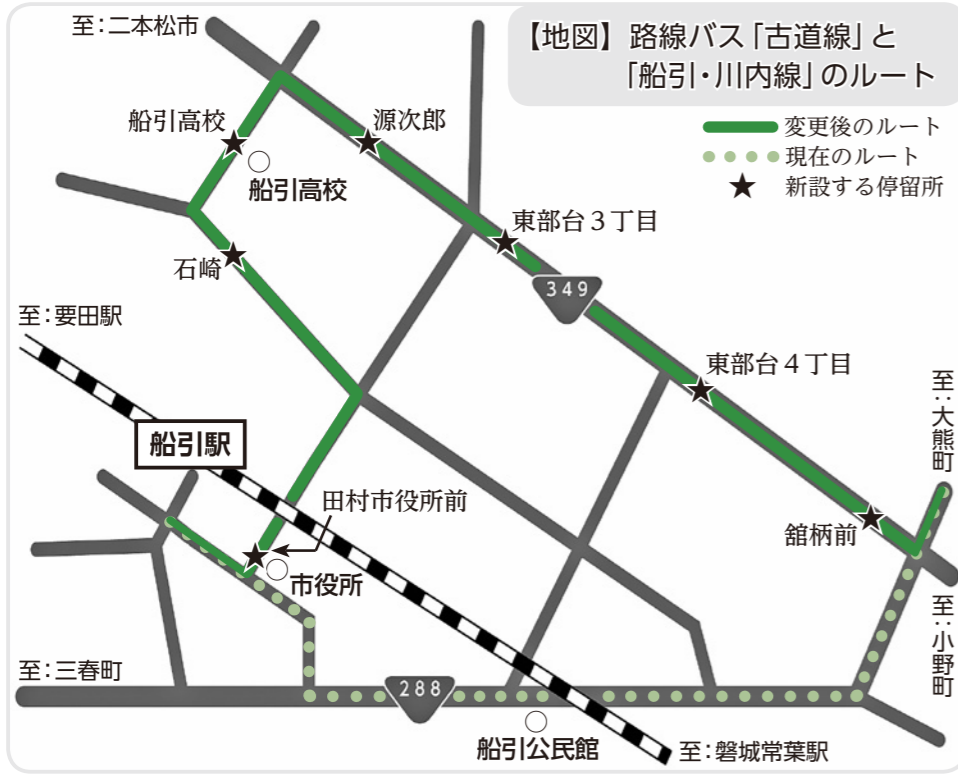 至：二本松市
【地図】路線バス「古道線」と
「船引・川内線」のルート
変更後のルート
現在のルート
新設する停留所
船引高校
船引高校
源次郎
東部台３丁目
石崎
349
至：要田駅
東部台４丁目
至：大熊町
船引駅
田村市役所前
舘柄前
市役所
至：小野町
至：三春町
288
船引公民館
至：磐城常葉駅